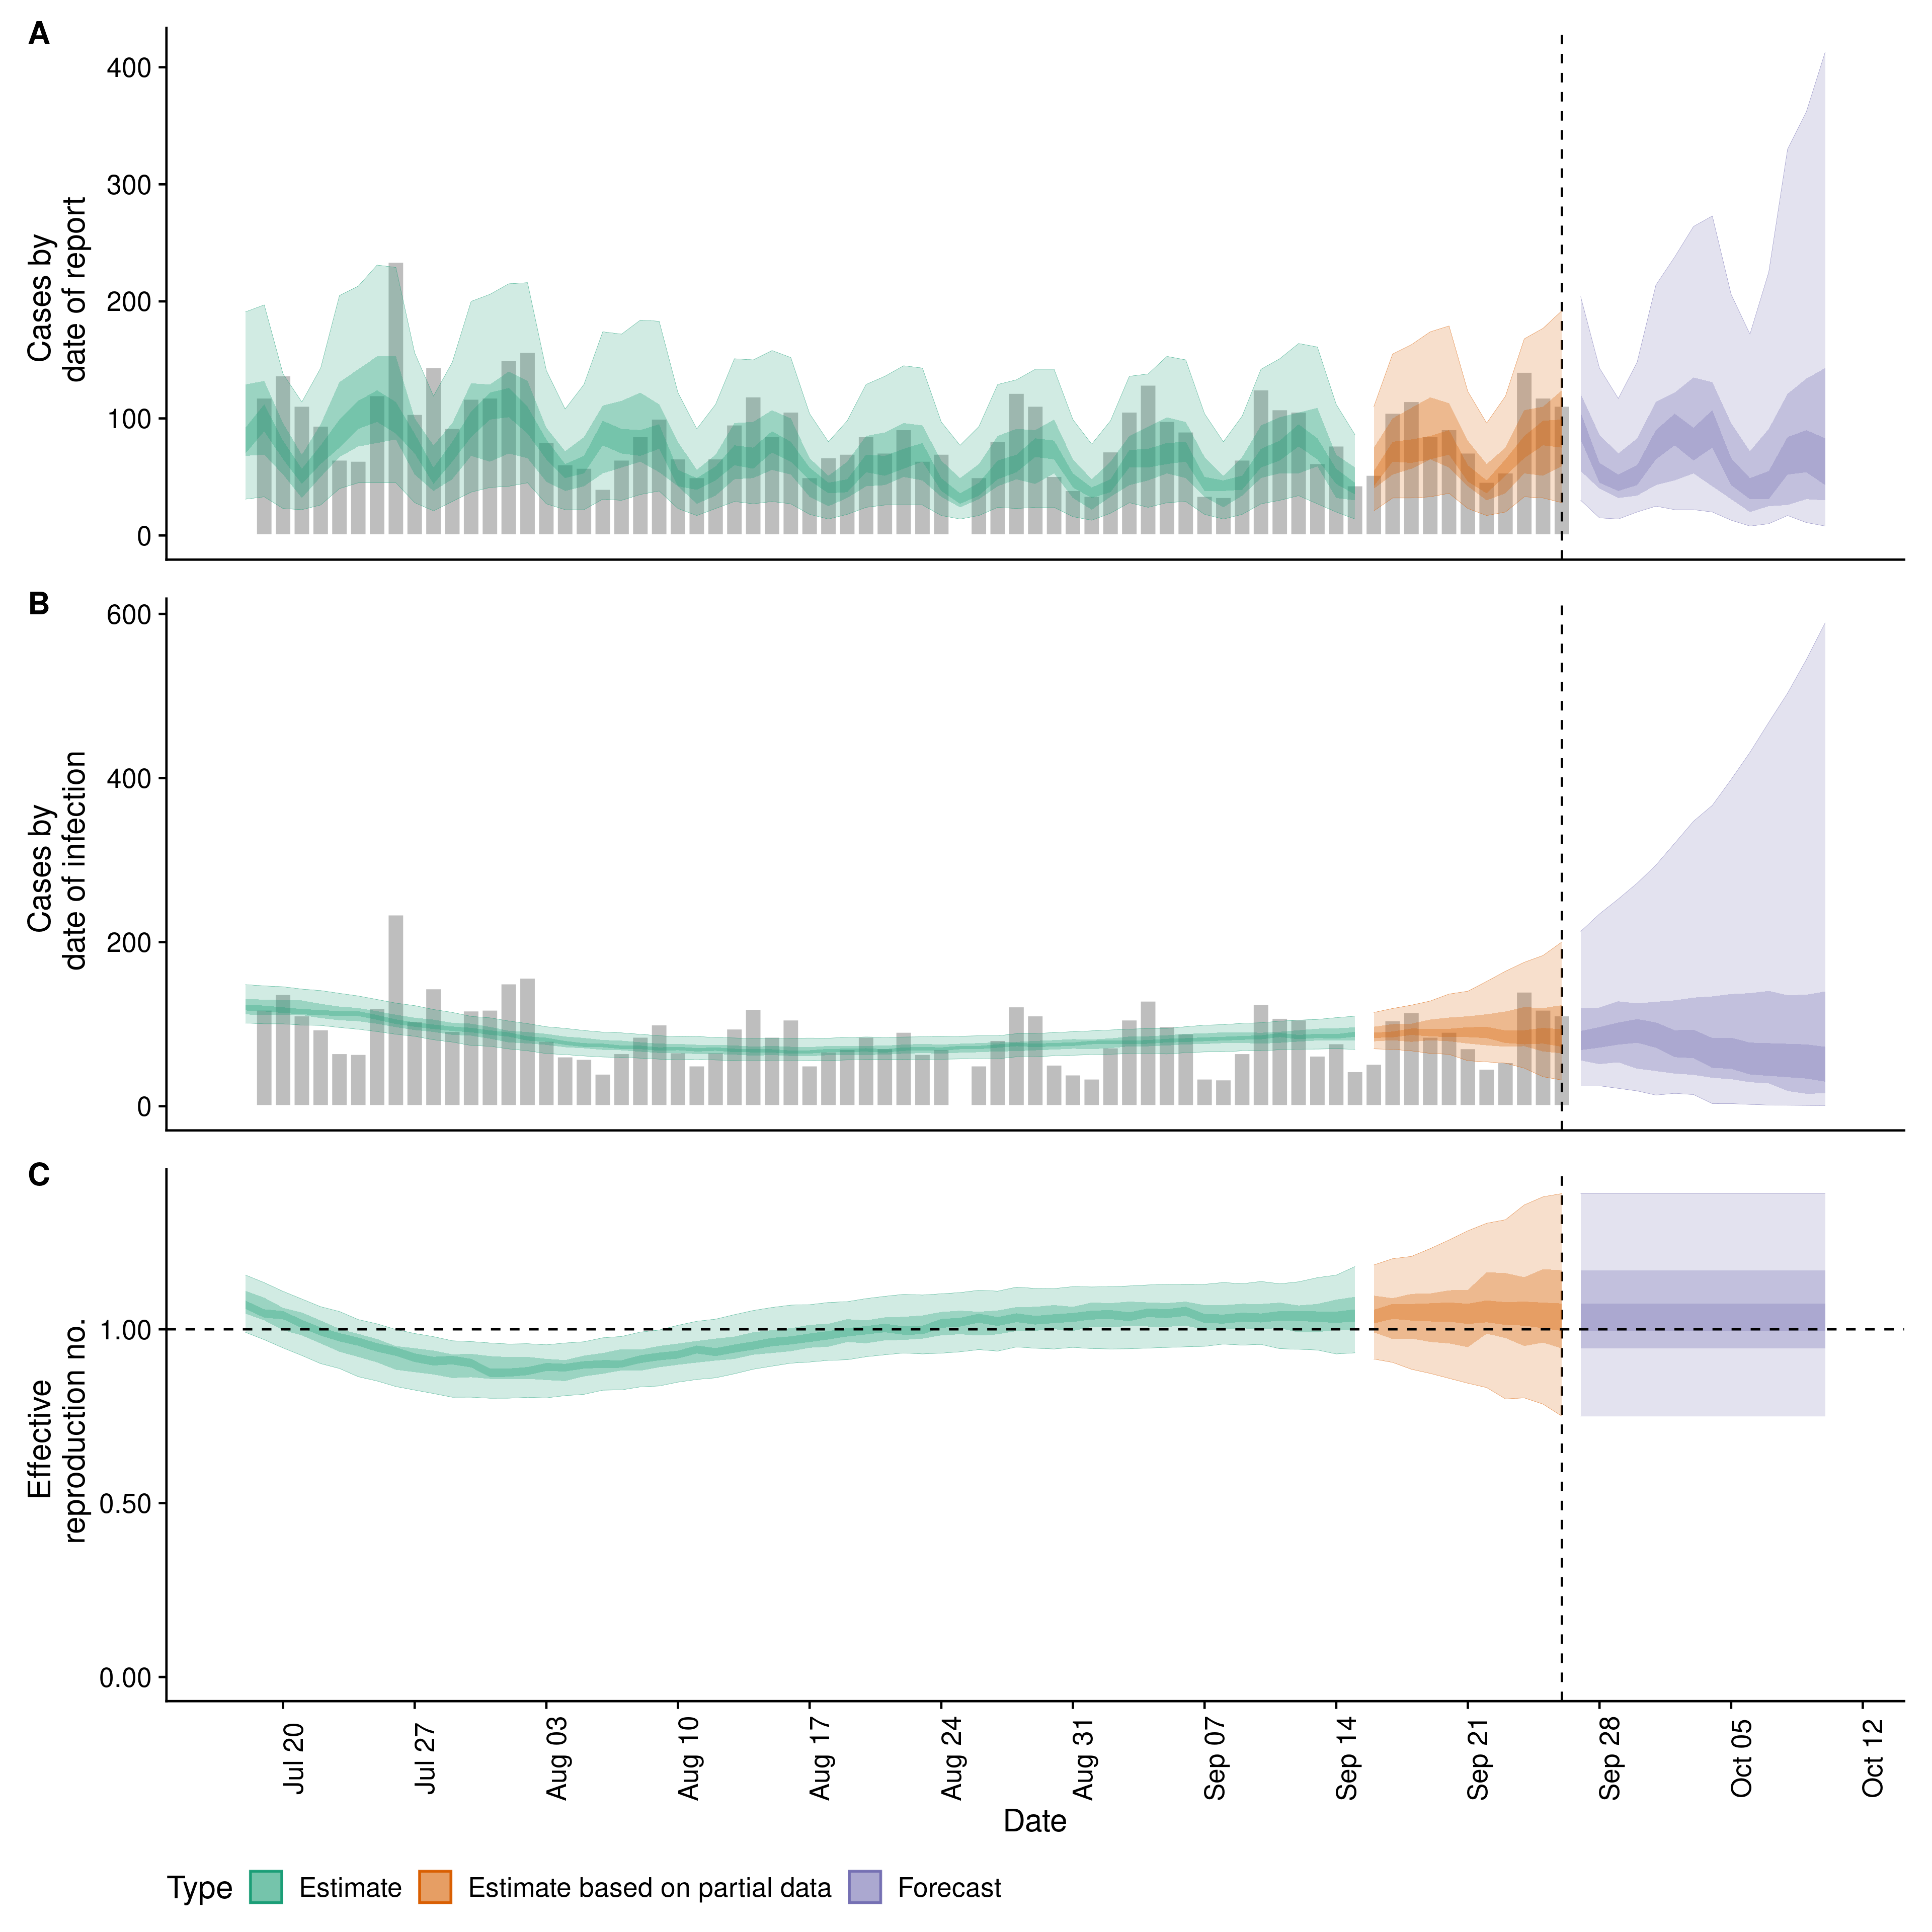 A
400
300
200
100
0
Cases by
date of report
B
600
400
200
0
Cases by
date of infection
C
1.00
0.50
0.00
Effective
reproduction no.
Jul 20
Jul 27
Aug 03
Aug 10
Aug 17
Aug 24
Aug 31
Sep 07
Sep 14
Sep 21
Sep 28
Oct 05
Oct 12
Date
Type Estimate Estimate based on partial data Forecast